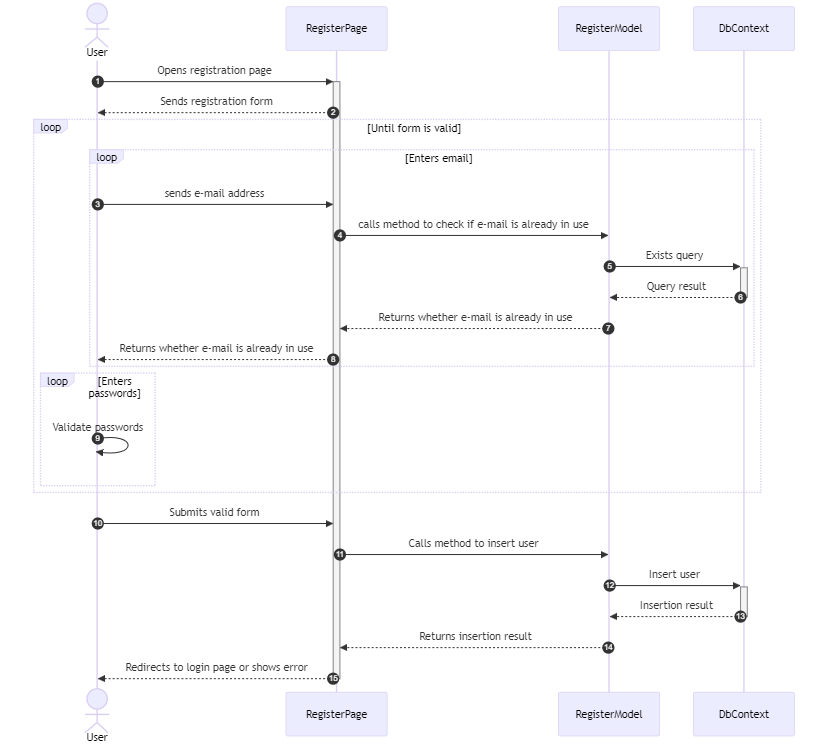 RegisterPage
RegisterModel
DbContext
User
1
Opens registration page
Sends registration form
2
loop
[Until form is valid]
loop
[Enters email]
3
sends e-mail address
4
calls method to check if e-mail is already in use
5
Exists query
Query result
6
Returns whether e-mail is already in use
7
Returns whether e-mail is already in use
8
loop
[Enters
passwords]
Validate passwords
9
10
Submits valid form
11
Calls method to insert user
12
Insert user
Insertion result
13
Returns insertion result
14
Redirects to login page or shows error
15
RegisterPage
RegisterModel
DbContext
User